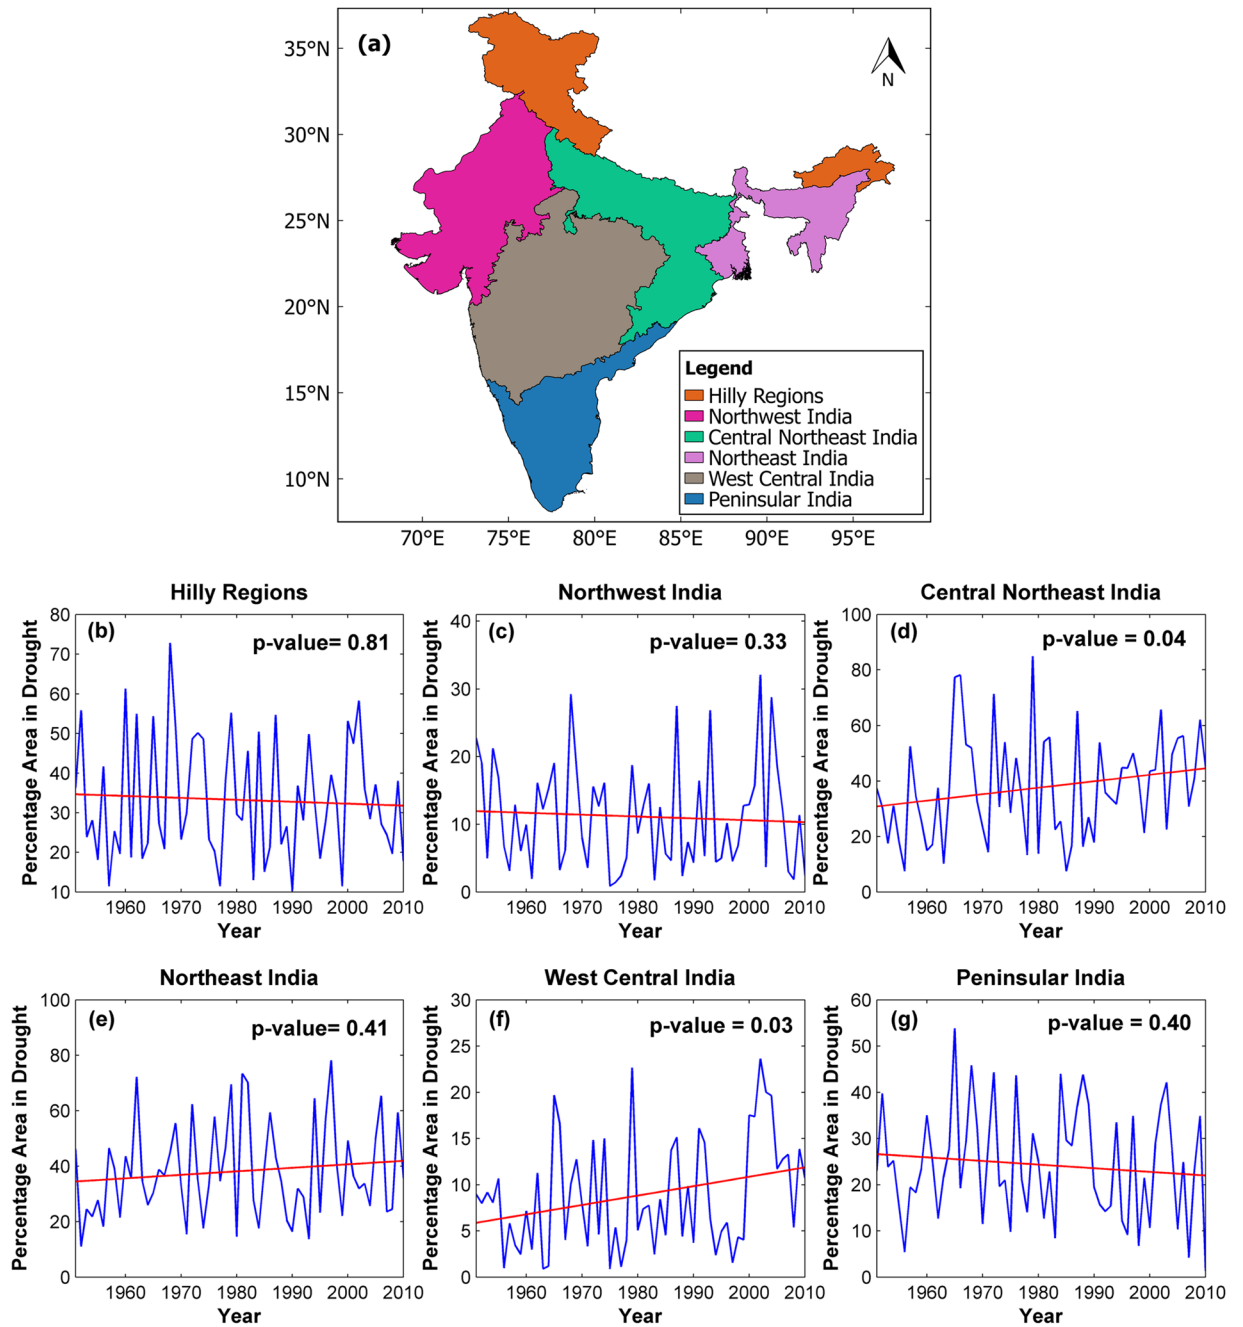 (a)
N
35°N
30°N
25°N
20°N
15°N
10°N
70°E 75°E 80°E 85°E 90°E 95°E
Legend
Hilly Regions
Northwest India
Central Northeast India
Northeast India
West Central India
Peninsular India
Hilly Regions
(b)
p-value= 0.81
Percentage Area in Drought
80
70
60
50
40
30
20
10
1960 1970 1980 1990 2000 2010
Year
Northwest India
(c)
p-value= 0.33
Percentage Area in Drought
40
30
20
10
0
1960 1970 1980 1990 2000 2010
Year
Central Northeast India
(d)
p-value = 0.04
Percentage Area in Drought
100
80
60
40
20
0
1960 1970 1980 1990 2000 2010
Year
Northeast India
(e)
p-value= 0.41
Percentage Area in Drought
100
80
60
40
20
0
1960 1970 1980 1990 2000 2010
Year
West Central India
(f)
p-value = 0.03
Percentage Area in Drought
30
25
20
15
10
5
0
1960 1970 1980 1990 2000 2010
Year
Peninsular India
(g)
p-value = 0.40
Percentage Area in Drought
60
50
40
30
20
10
0
1960 1970 1980 1990 2000 2010
Year